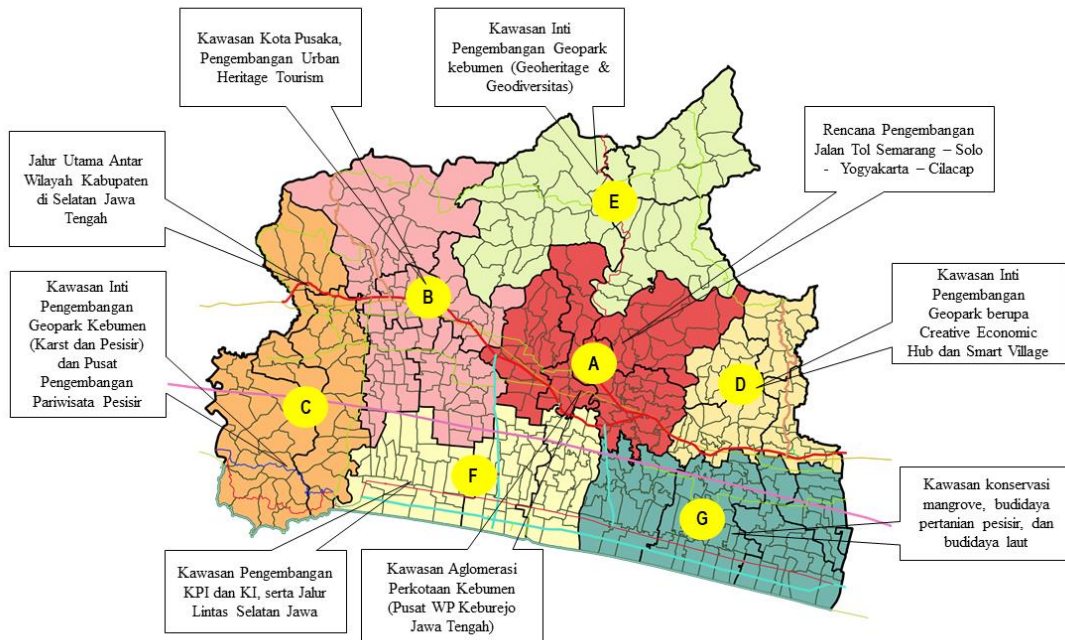 Kawasan Kota Pusaka,
Pengembangan Urban
Heritage Tourism
Kawasan Inti
Pengembangan Geopark
kebumen (Geoheritage &
Geodiversitas)
Rencana Pengembangan
Jalan Tol Semarang – Solo
- Yogyakarta – Cilacap
Jalur Utama Antar
Wilayah Kabupaten
di Selatan Jawa
Tengah
Kawasan Inti
Pengembangan
Geopark Kebumen
(Karst dan Pesisir)
dan Pusat
Pengembangan
Pariwisata Pesisir
Kawasan Inti
Pengembangan
Geopark berupa
Creative Economic
Hub dan Smart Village
E
B
A
D
C
F
G
Kawasan konservasi
mangrove, budidaya
pertanian pesisir, dan
budidaya laut
Kawasan Pengembangan
KPI dan KI, serta Jalur
Lintas Selatan Jawa
Kawasan Aglomerasi
Perkotaan Kebumen
(Pusat WP Keburejo
Jawa Tengah)